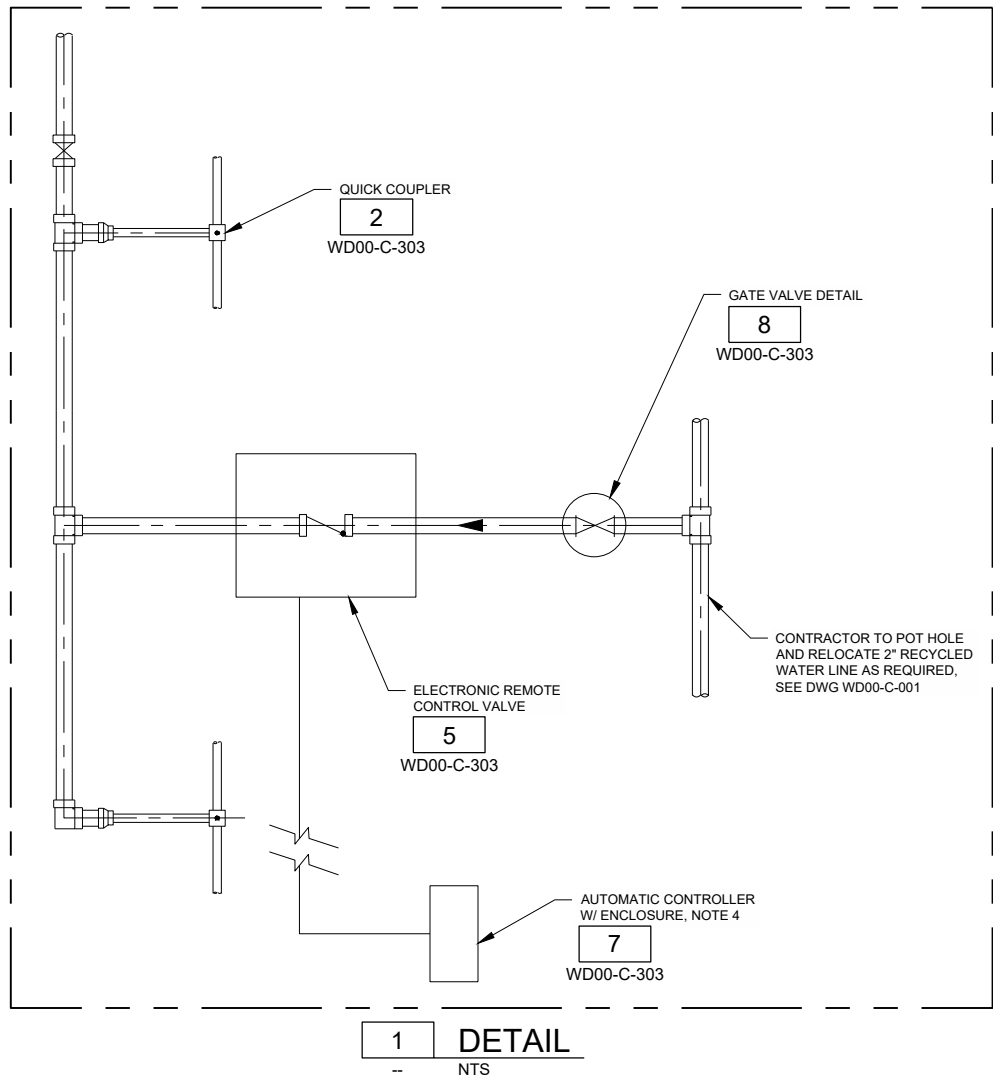 QUICK COUPLER
2
WD00-C-303
GATE VALVE DETAIL
8
WD00-C-303
CONTRACTOR TO POT HOLE
AND RELOCATE 2" RECYCLED
WATER LINE AS REQUIRED,
SEE DWG WD00-C-001
ELECTRONIC REMOTE
CONTROL VALVE
5
WD00-C-303
AUTOMATIC CONTROLLER
W/ ENCLOSURE, NOTE 4
7
WD00-C-303
1 DETAIL
-- NTS